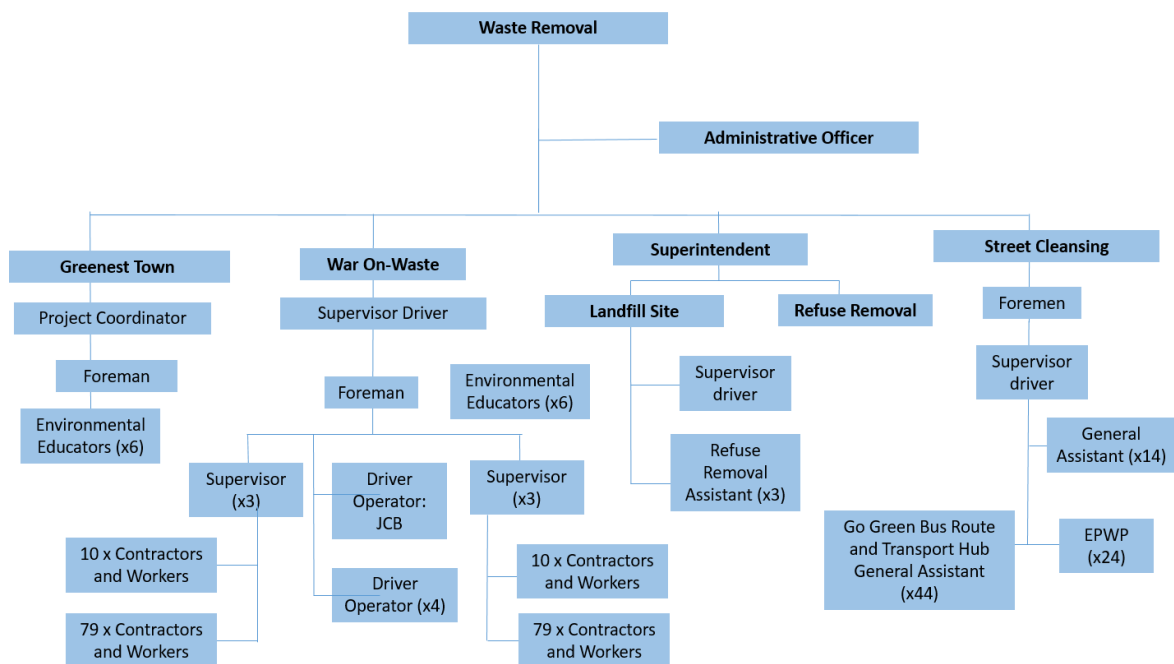 Waste Removal
Administrative Officer
Greenest Town
War On-Waste
Superintendent
Street Cleansing
Project Coordinator
Supervisor Driver
Landfill Site
Refuse Removal
Foremen
Foreman
Foreman
Environmental
Educators (x6)
Supervisor
driver
Supervisor
driver
Environmental
Educators (x6)
General
Assistant (x14)
Supervisor
(x3)
Driver
Operator:
JCB
Supervisor
(x3)
Refuse
Removal
Assistant (x3)
10 x Contractors
and Workers
Driver
Operator (x4)
10 x Contractors
and Workers
Go Green Bus Route
and Transport Hub
General Assistant
(x44)
EPWP
(x24)
79 x Contractors
and Workers
79 x Contractors
and Workers